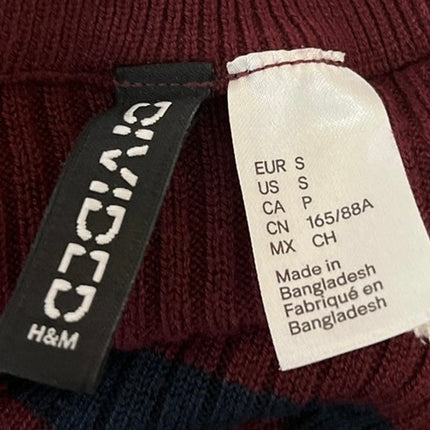 DIVIDED
H&M
EUR S
US S
CA P
CN 165/88A
MX CH
Made in
Bangladesh
Fabriqué en
Bangladesh